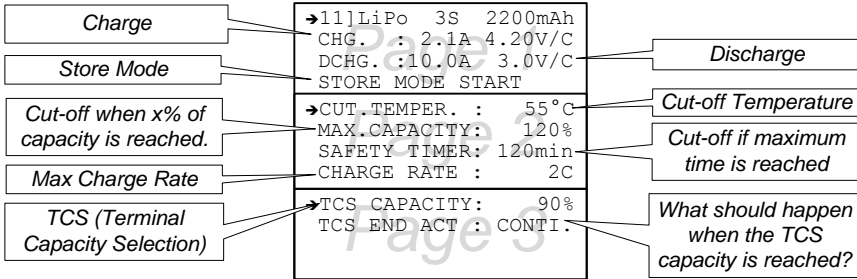 Charge
Store Mode
Cut-off when x% of
capacity is reached.
Max Charge Rate
TCS (Terminal
Capacity Selection)
➔11]LiPo 3S 2200mAh
CHG. : 2.1A 4.20V/C
DCHG. :10.0A 3.0V/C
STORE MODE START
Page 1
➔CUT.TEMPER. : 55°C
MAX.CAPACITY: 120%
SAFETY TIMER: 120min
CHARGE RATE : 2C
Page 2
➔TCS CAPACITY: 90%
TCS END ACT : CONTI.
Page 3
Discharge
Cut-off Temperature
Cut-off if maximum
time is reached
What should happen
when the TCS
capacity is reached?